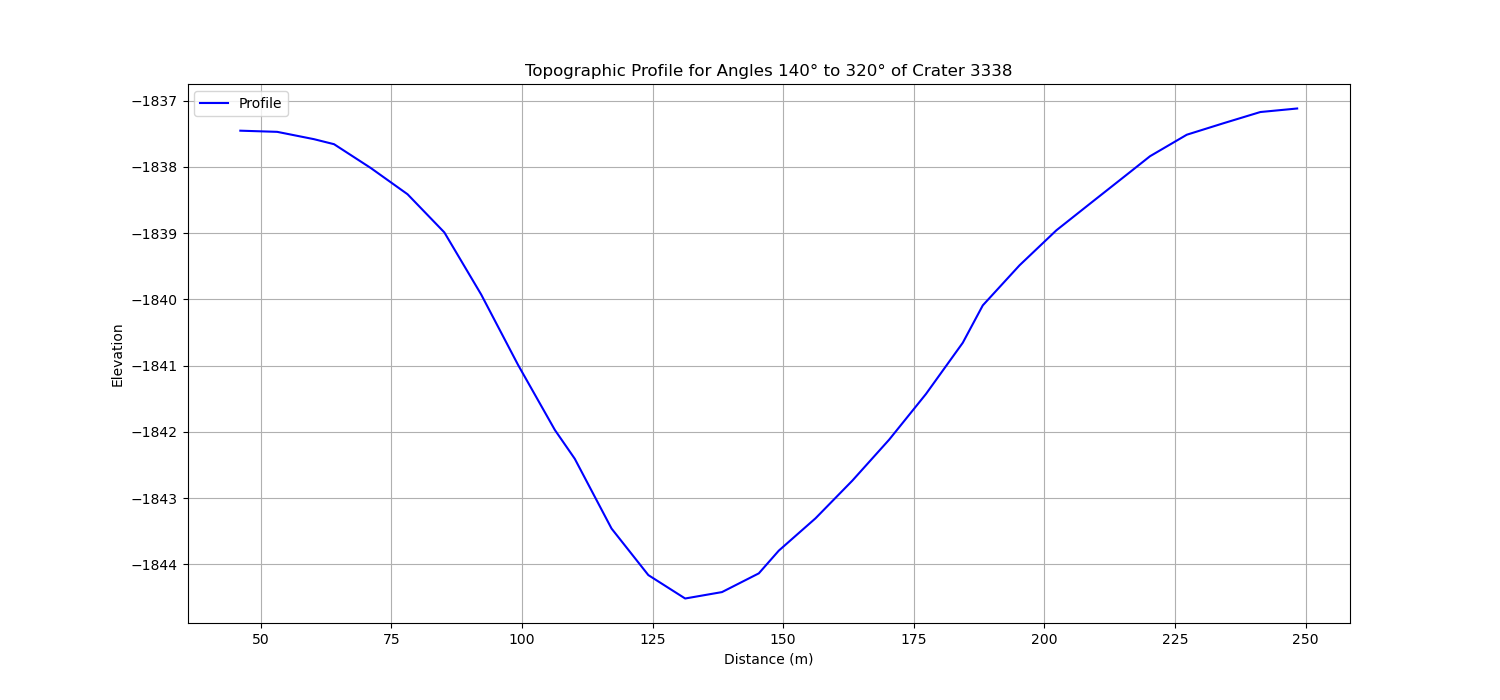 Topographic Profile for Angles 140° to 320° of Crater 3338
Profile
−1837
−1838
−1839
−1840
−1841
−1842
−1843
−1844
Elevation
50 75 100 125 150 175 200 225 250
Distance (m)